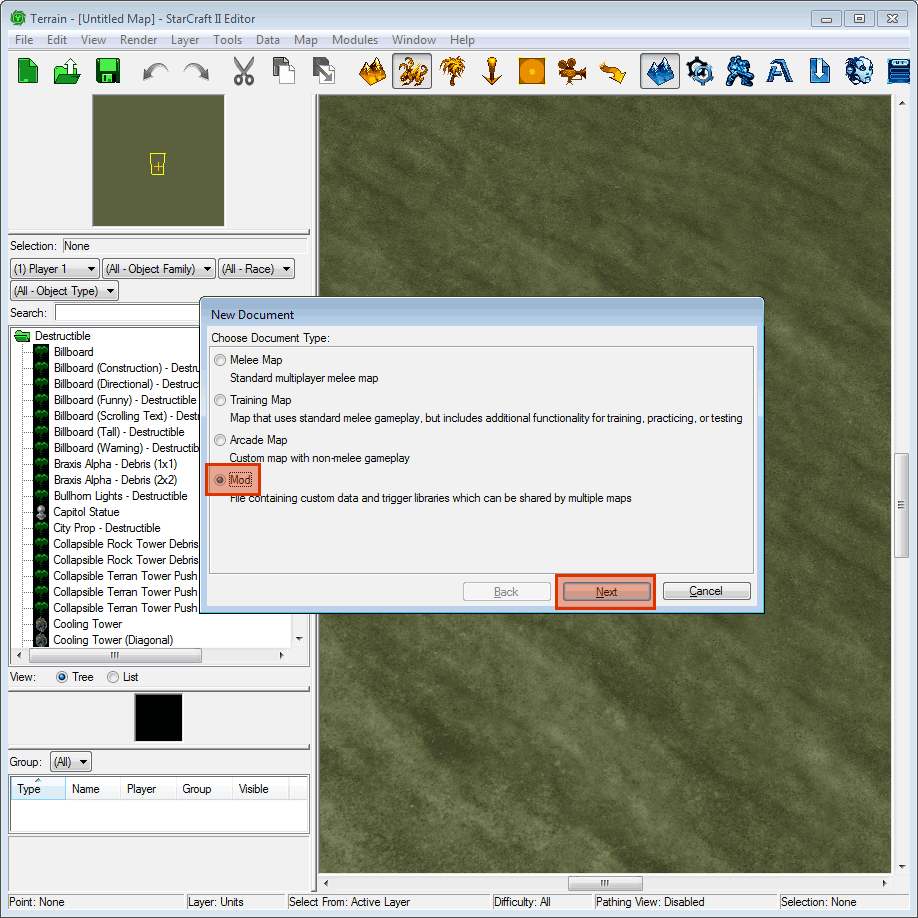 Terrain - [Untitled Map] - StarCraft II Editor
File Edit View Render Layer Tools Data Map Modules Window Help
Selection: None
(1) Player 1 (All - Object Family) (All - Race)
(All - Object Type)
Search:
Destructible
Billboard
Billboard (Construction) - Destru
Billboard (Directional) - Destruct
Billboard (Funny) - Destructible
Billboard (Scrolling Text) - Destr
Billboard (Tall) - Destructible
Billboard (Warning) - Destructib
Braxis Alpha - Debris (1x1)
Braxis Alpha - Debris (2x2)
Bullhorn Lights - Destructible
Capitol Statue
City Prop - Destructible
Collapsible Rock Tower Debris
Collapsible Rock Tower Debris
Collapsible Terran Tower Push
Collapsible Terran Tower Push
Collapsible Terran Tower Push
Cooling Tower
Cooling Tower (Diagonal)
View: Tree List
Group: (All)
Type Name Player Group Visible
New Document
Choose Document Type:
Melee Map
Standard multiplayer melee map
Training Map
Map that uses standard melee gameplay, but includes additional functionality for training, practicing, or testing
Arcade Map
Custom map with non-melee gameplay
Mod
File containing custom data and trigger libraries which can be shared by multiple maps
Back Next Cancel
Point: None Layer: Units Select From: Active Layer Difficulty: All Pathing View: Disabled Selection: None